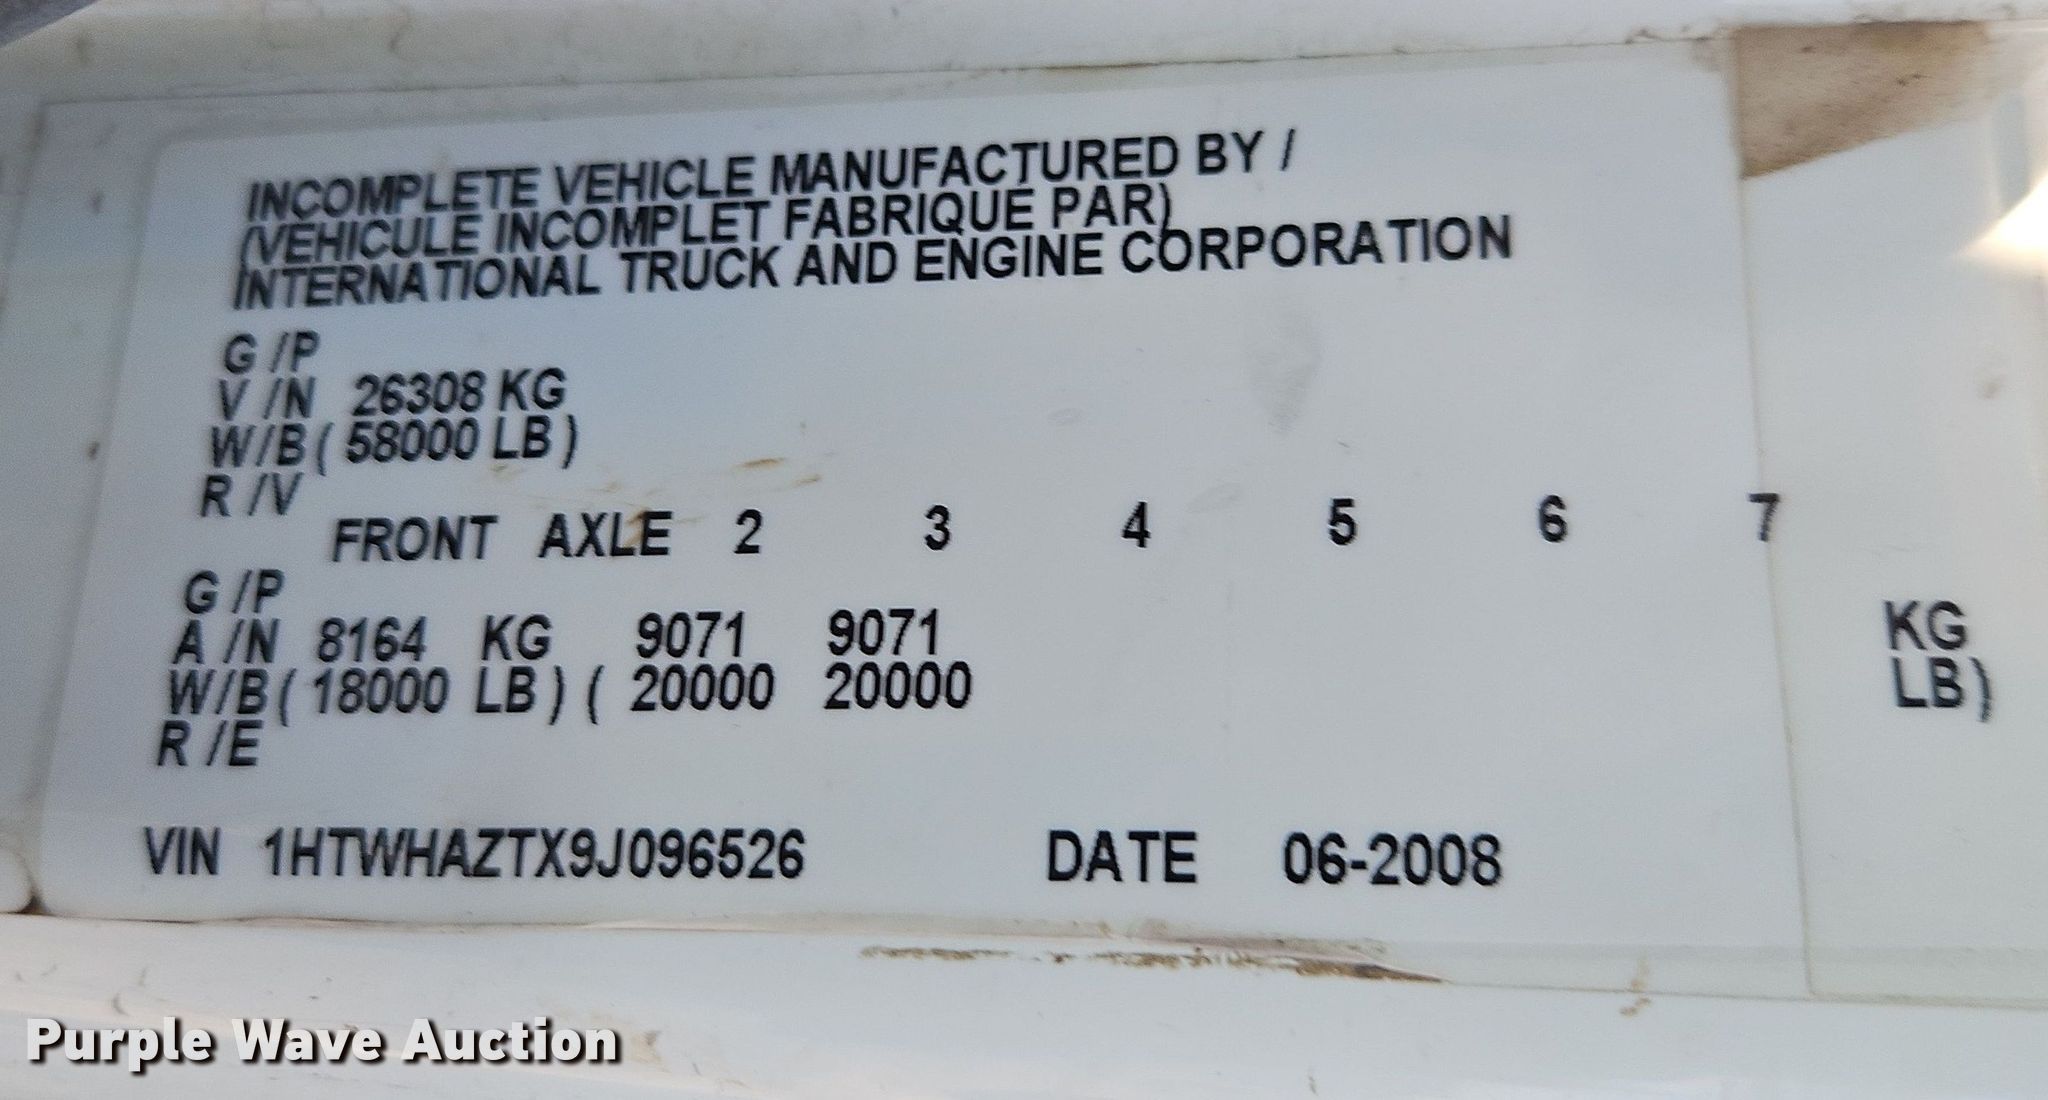 INCOMPLETE VEHICLE MANUFACTURED BY /
(VEHICULE INCOMPLET FABRIQUE PAR)
INTERNATIONAL TRUCK AND ENGINE CORPORATION
G /P
V /N 26308 KG
W/B ( 58000 LB )
R /V
FRONT AXLE 2 3 4 5 6 7
G /P
A /N 8164 KG 9071 9071 KG
W/B ( 18000 LB ) ( 20000 20000 LB )
R /E
VIN 1HTWHAZTX9J096526 DATE 06-2008
Purple Wave Auction